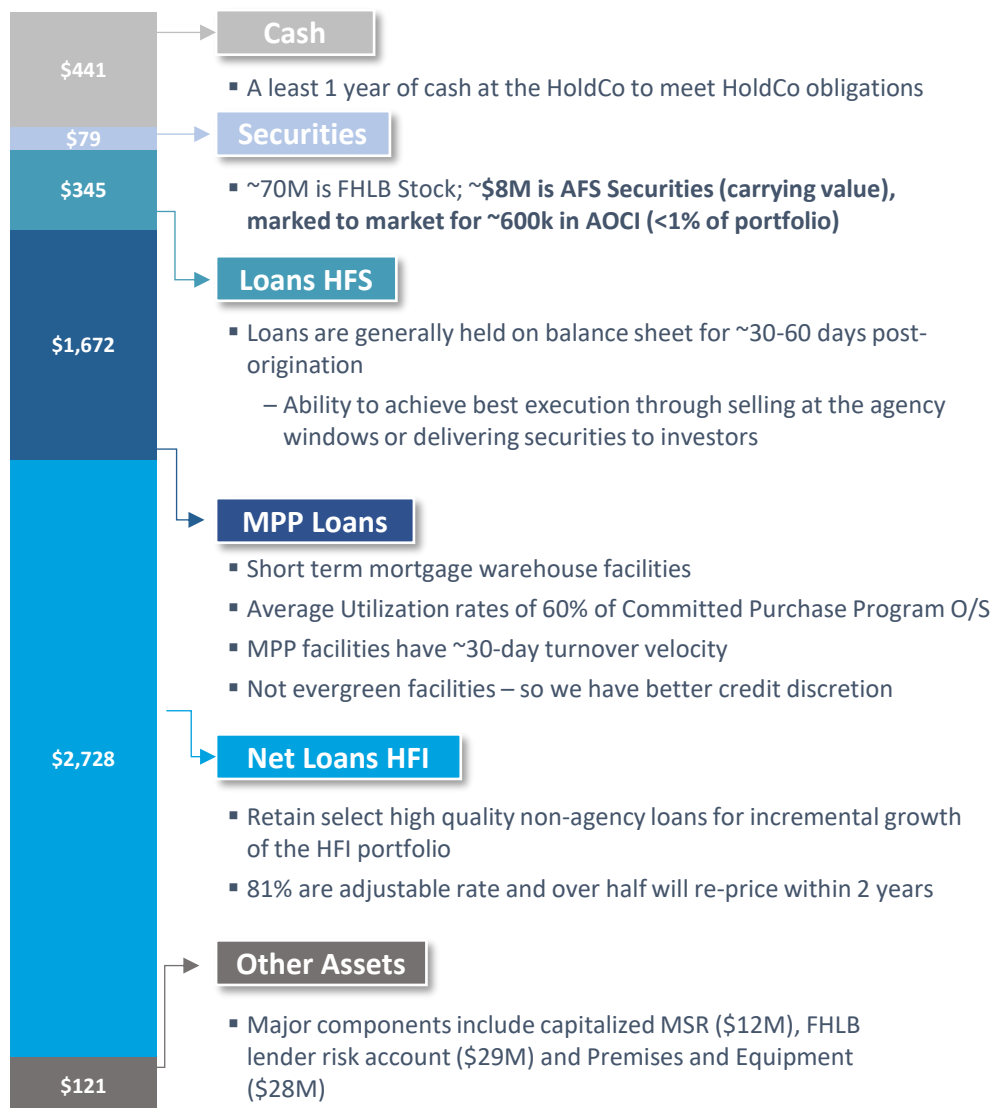 $441
Cash
▪ A least 1 year of cash at the HoldCo to meet HoldCo obligations
$79
Securities
$345
▪ ~70M is FHLB Stock; ~$8M is AFS Securities (carrying value),
marked to market for ~600k in AOCI (<1% of portfolio)
Loans HFS
$1,672
▪ Loans are generally held on balance sheet for ~30-60 days post-
origination
– Ability to achieve best execution through selling at the agency
windows or delivering securities to investors
MPP Loans
▪ Short term mortgage warehouse facilities
▪ Average Utilization rates of 60% of Committed Purchase Program O/S
▪ MPP facilities have ~30-day turnover velocity
▪ Not evergreen facilities – so we have better credit discretion
$2,728
Net Loans HFI
▪ Retain select high quality non-agency loans for incremental growth
of the HFI portfolio
▪ 81% are adjustable rate and over half will re-price within 2 years
Other Assets
▪ Major components include capitalized MSR ($12M), FHLB
lender risk account ($29M) and Premises and Equipment
($28M)
$121